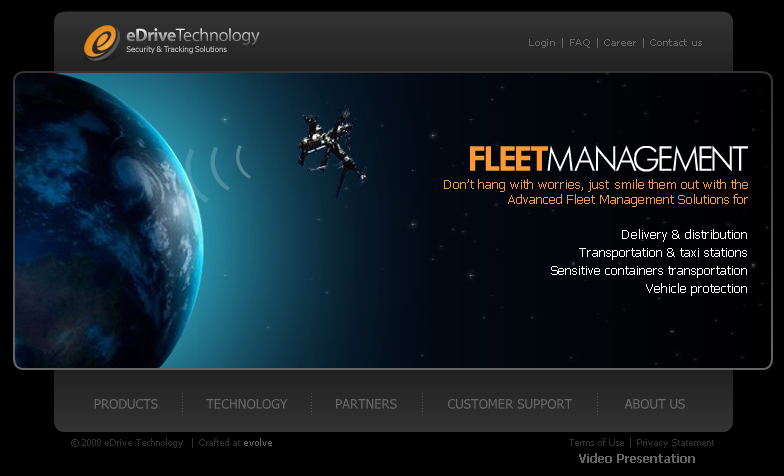 eDriveTechnology
Security & Tracking Solutions
Login | FAQ | Career | Contact us
FLEETMANAGEMENT
Don't hang with worries, just smile them out with the
Advanced Fleet Management Solutions for
Delivery & distribution
Transportation & taxi stations
Sensitive containers transportation
Vehicle protection
PRODUCTS TECHNOLOGY PARTNERS CUSTOMER SUPPORT ABOUT US
© 2008 eDrive Technology | Crafted at evolve
Terms of Use | Privacy Statement
Video Presentation